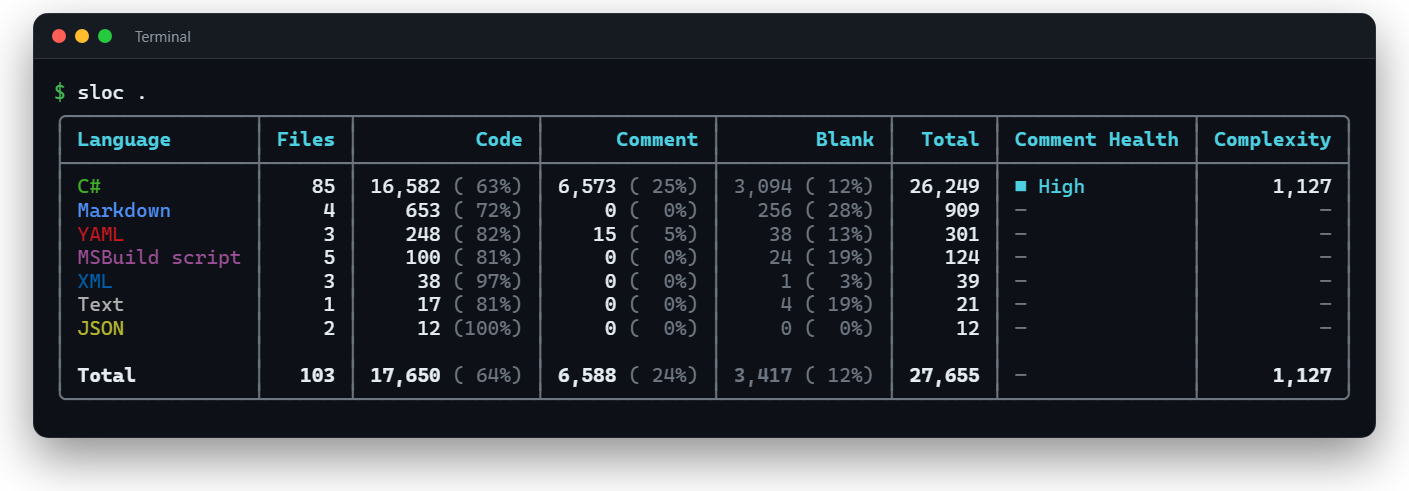 Terminal
$ sloc .
Language Files Code Comment Blank Total Comment Health Complexity
C# 85 16,582 ( 63%) 6,573 ( 25%) 3,094 ( 12%) 26,249 ■ High 1,127
Markdown 4 653 ( 72%) 0 (  0%) 256 ( 28%) 909 — —
YAML 3 248 ( 82%) 15 (  5%) 38 ( 13%) 301 — —
MSBuild script 5 100 ( 81%) 0 (  0%) 24 ( 19%) 124 — —
XML 3 38 ( 97%) 0 (  0%) 1 (  3%) 39 — —
Text 1 17 ( 81%) 0 (  0%) 4 ( 19%) 21 — —
JSON 2 12 (100%) 0 (  0%) 0 (  0%) 12 — —
Total 103 17,650 ( 64%) 6,588 ( 24%) 3,417 ( 12%) 27,655 — 1,127